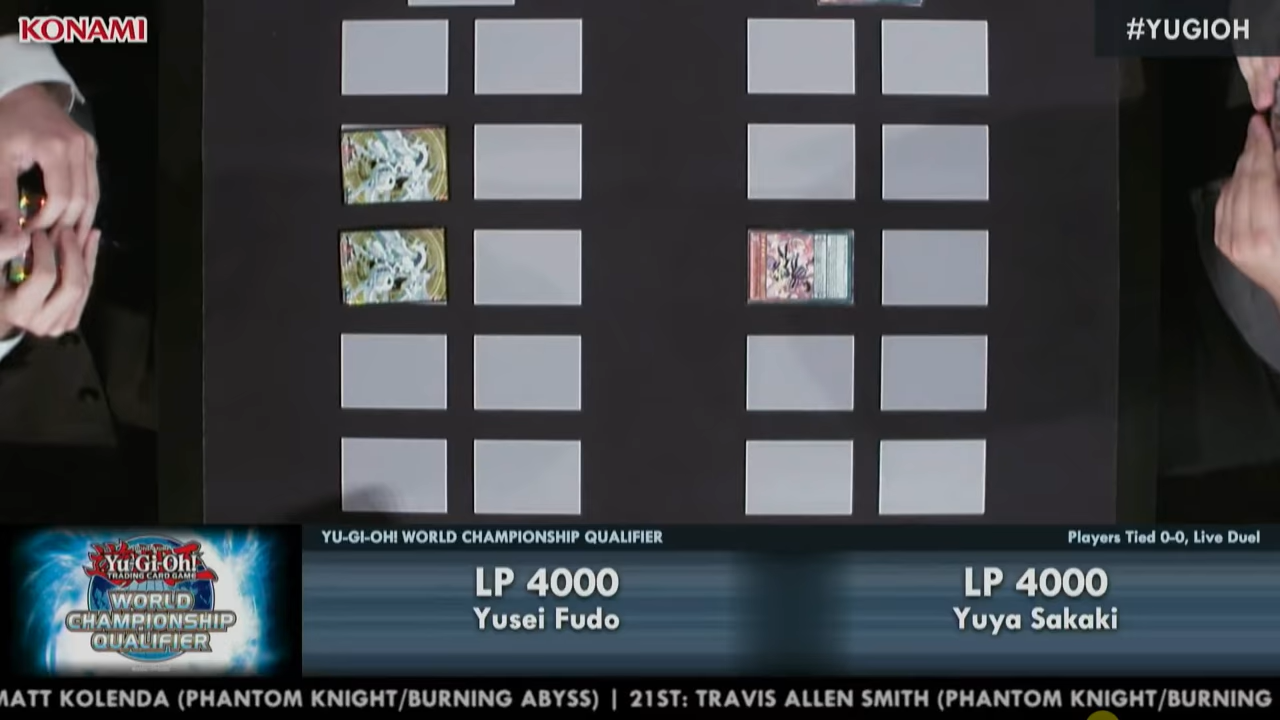 KONAMI
#YUGIOH
YU-GI-OH! WORLD CHAMPIONSHIP QUALIFIER
Players Tied 0-0, Live Duel
LP 4000
Yusei Fudo
LP 4000
Yuya Sakaki
Yu-Gi-Oh!
TRADING CARD GAME
WORLD
CHAMPIONSHIP
QUALIFIER
MATT KOLENDA (PHANTOM KNIGHT/BURNING ABYSS) | 21ST: TRAVIS ALLEN SMITH (PHANTOM KNIGHT/BURNING